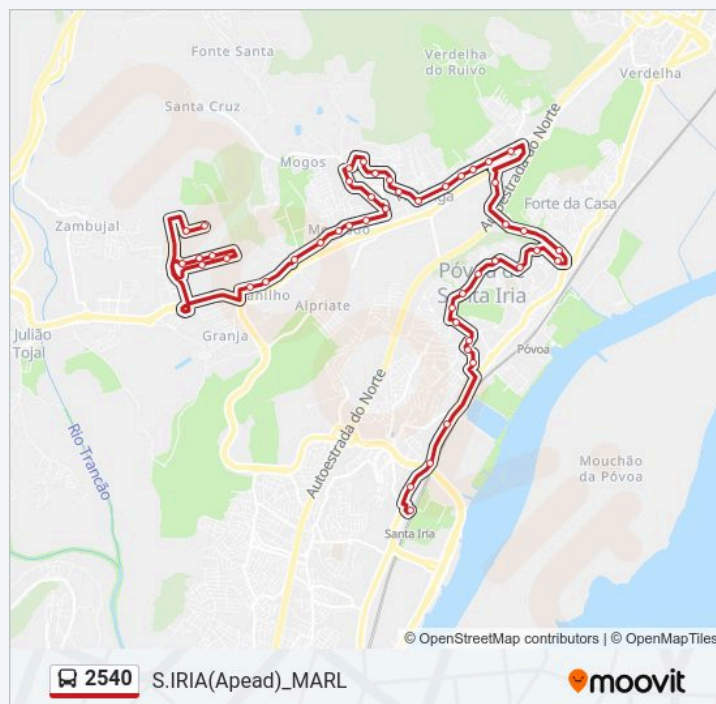 Fonte Santa
Verdelha
do Ruivo
Verdelha
Santa Cruz
Mogos
Autoestrada do Norte
Forte da Casa
Zambujal
Póvoa de
Santa Iria
Alpriate
Julião
Tojal
Granja
Póvoa
Autoestrada do Norte
Rio Trancão
Mouchão
da Póvoa
Santa Iria
© OpenStreetMap contributors | © OpenMapTiles
2540 S.IRIA(Apead)_MARL
moovit